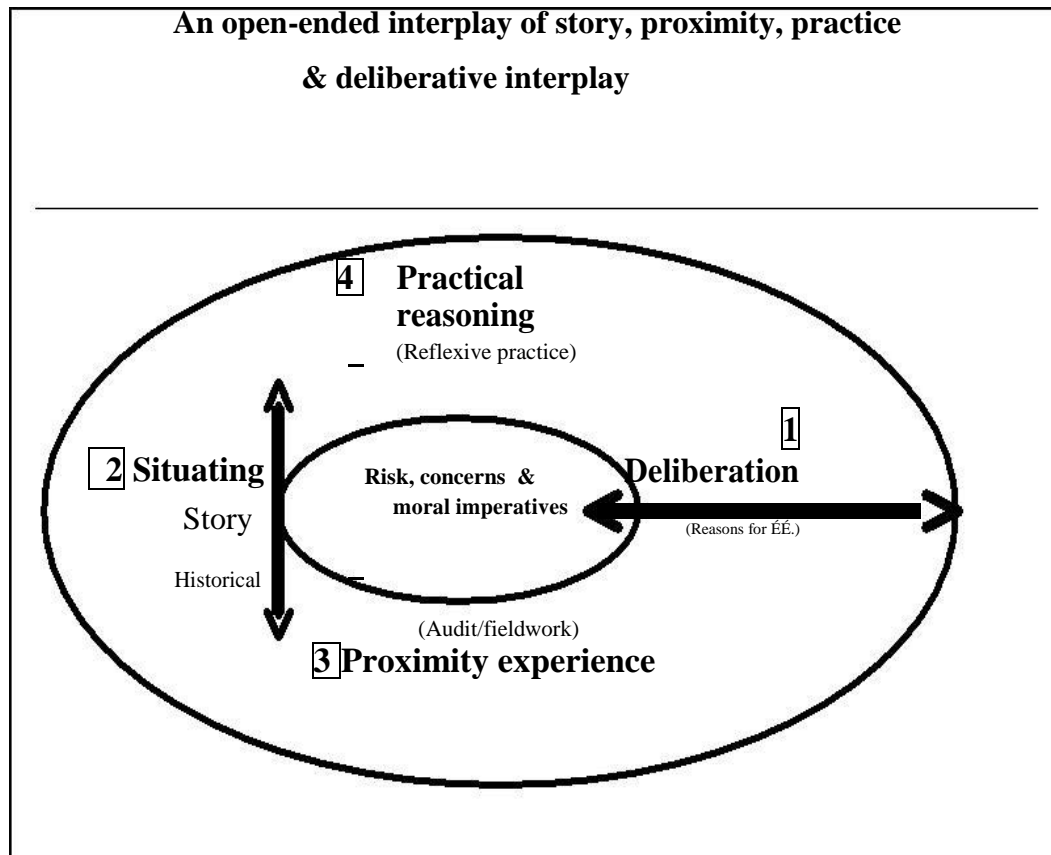 An open-ended interplay of story, proximity, practice
& deliberative interplay
4 Practical
reasoning
(Reflexive practice)
1
Deliberation
(Reasons for ÉÉ.)
2 Situating
Story
Historical
Risk, concerns &
moral imperatives
(Audit/fieldwork)
3 Proximity experience